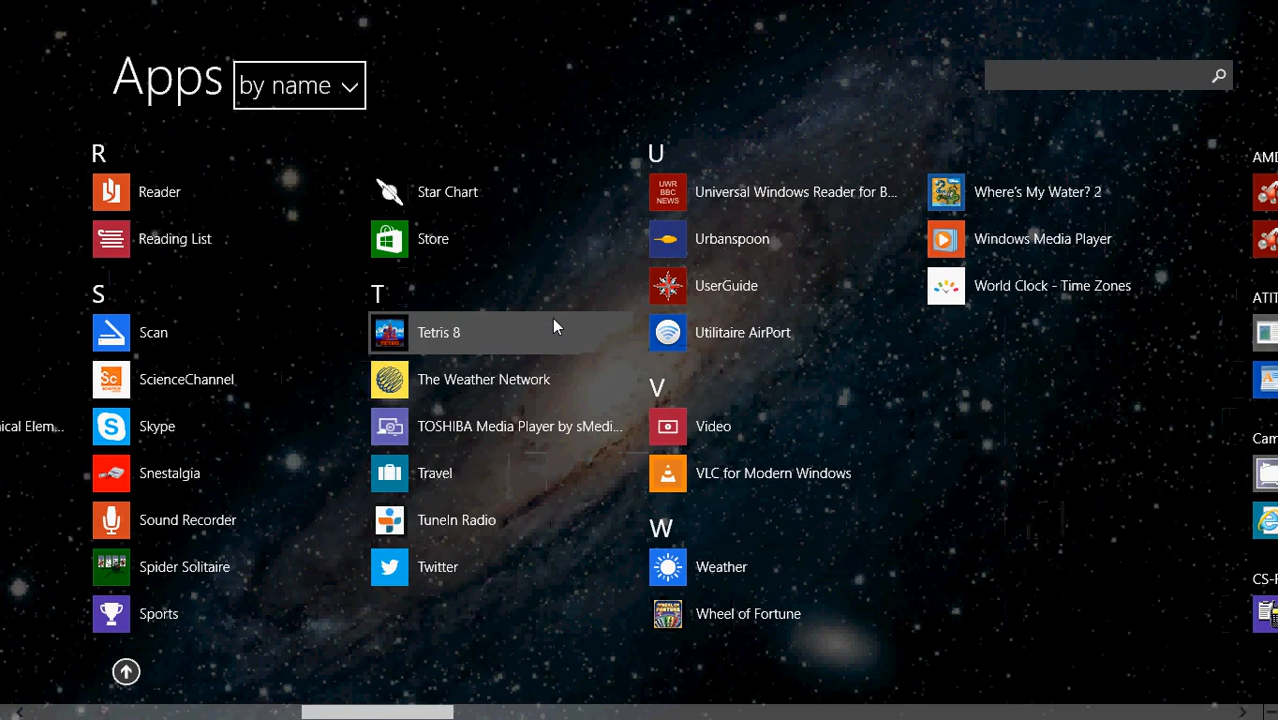 Apps by name
ical Elem...
R
Reader
Reading List
S
Scan
Sc
ScienceChannel
Skype
Snestalgia
Sound Recorder
Spider Solitaire
Sports
Star Chart
Store
T
Tetris 8
The Weather Network
TOSHIBA Media Player by sMedi...
Travel
TuneIn Radio
Twitter
U
UWR
BBC
NEWS
Universal Windows Reader for B...
Urbanspoon
UserGuide
Utilitaire AirPort
V
Video
VLC for Modern Windows
W
Weather
Wheel of Fortune
Where's My Water? 2
Windows Media Player
World Clock - Time Zones
AMD
ATIT
Cam
CS-F